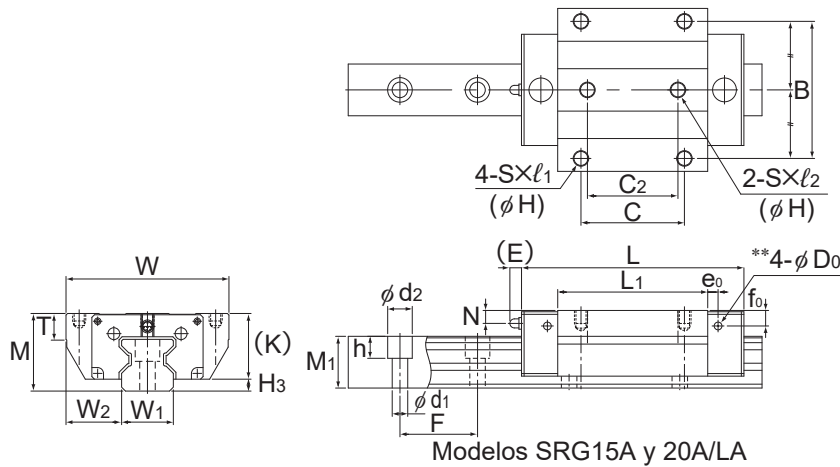 B
4-S×ℓ1
(φH)
C2
C
2-S×ℓ2
(φH)
W
T
M
(K)
H3
W2
W1
(E)
L
**4-φD0
L1
e0
f0
φd2
N
h
M1
φd1
F
Modelos SRG15A y 20A/LA